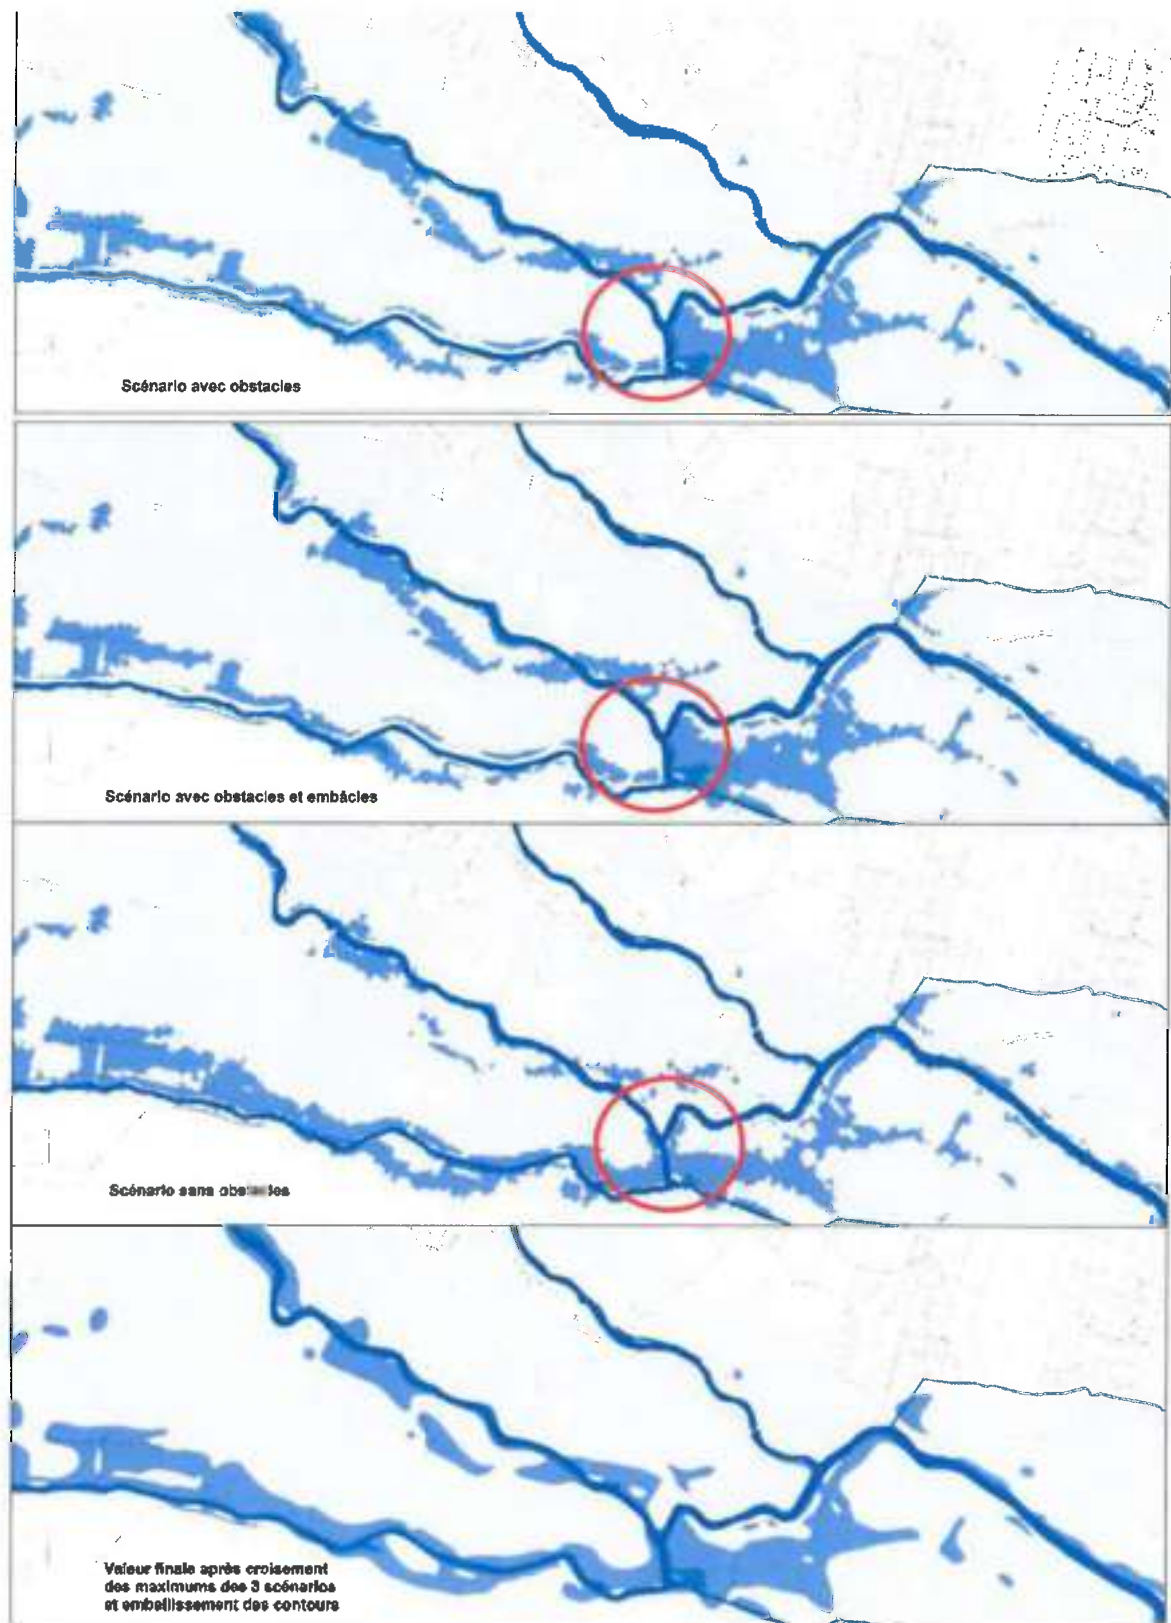 Scénario avec obstacles
Scénario avec obstacles et embâcles
Scénario sans obstacles
Valeur finale après croisement
des maximums des 3 scénarios
et embellissement des contours